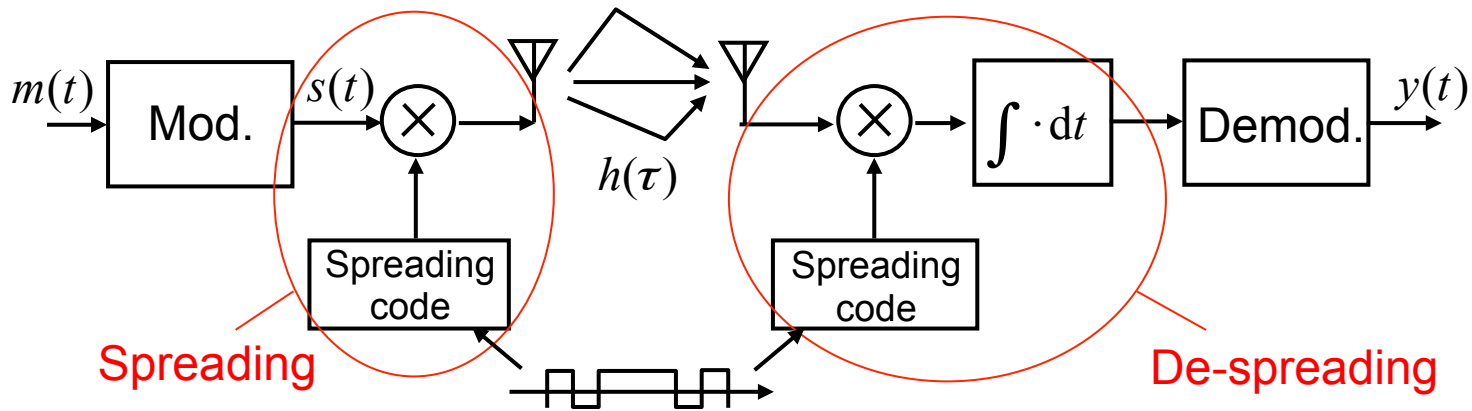 m(t)
Mod.
s(t)
h(τ)
∫ · dt
Demod.
y(t)
Spreading
code
Spreading
code
Spreading
De-spreading